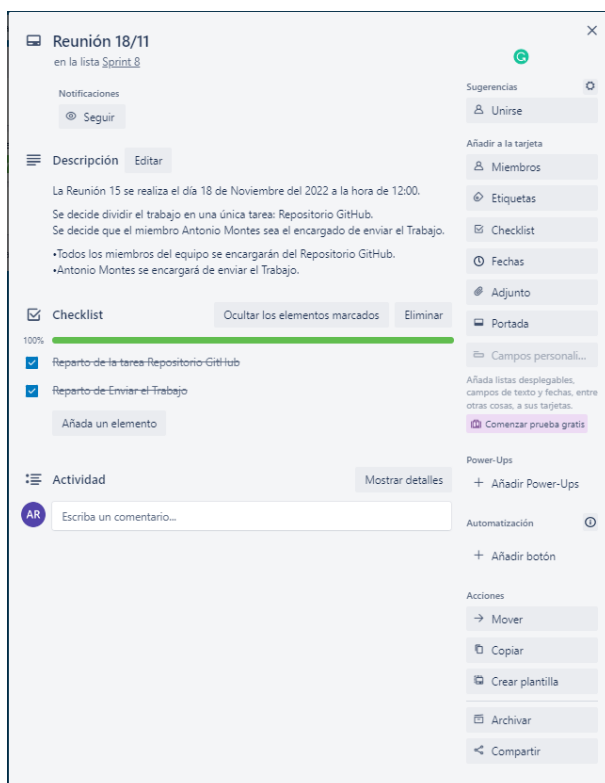 Reunión 18/11
en la lista Sprint 8
Notificaciones
Seguir
Descripción Editar
La Reunión 15 se realiza el día 18 de Noviembre del 2022 a la hora de 12:00.
Se decide dividir el trabajo en una única tarea: Repositorio GitHub.
Se decide que el miembro Antonio Montes sea el encargado de enviar el Trabajo.
•Todos los miembros del equipo se encargarán del Repositorio GitHub.
•Antonio Montes se encargará de enviar el Trabajo.
Checklist Ocultar los elementos marcados Eliminar
100%
Reparto de la tarea Repositorio GitHub
Reparto de Enviar el Trabajo
Añada un elemento
Actividad Mostrar detalles
AR Escriba un comentario...
G
Sugerencias
Unirse
Añadir a la tarjeta
Miembros
Etiquetas
Checklist
Fechas
Adjunto
Portada
Campos personali...
Añada listas desplegables,
campos de texto y fechas, entre
otras cosas, a sus tarjetas.
Comenzar prueba gratis
Power-Ups
+ Añadir Power-Ups
Automatización
+ Añadir botón
Acciones
Mover
Copiar
Crear plantilla
Archivar
Compartir